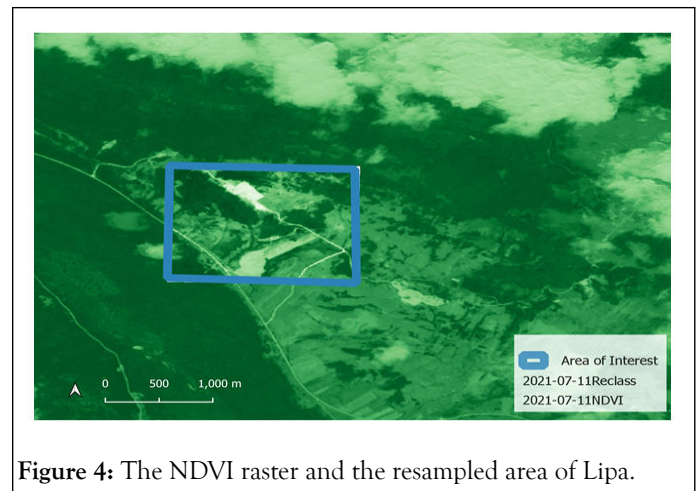 Area of Interest
2021-07-11Reclass
2021-07-11NDVI
0 500 1,000 m
Figure 4: The NDVI raster and the resampled area of Lipa.